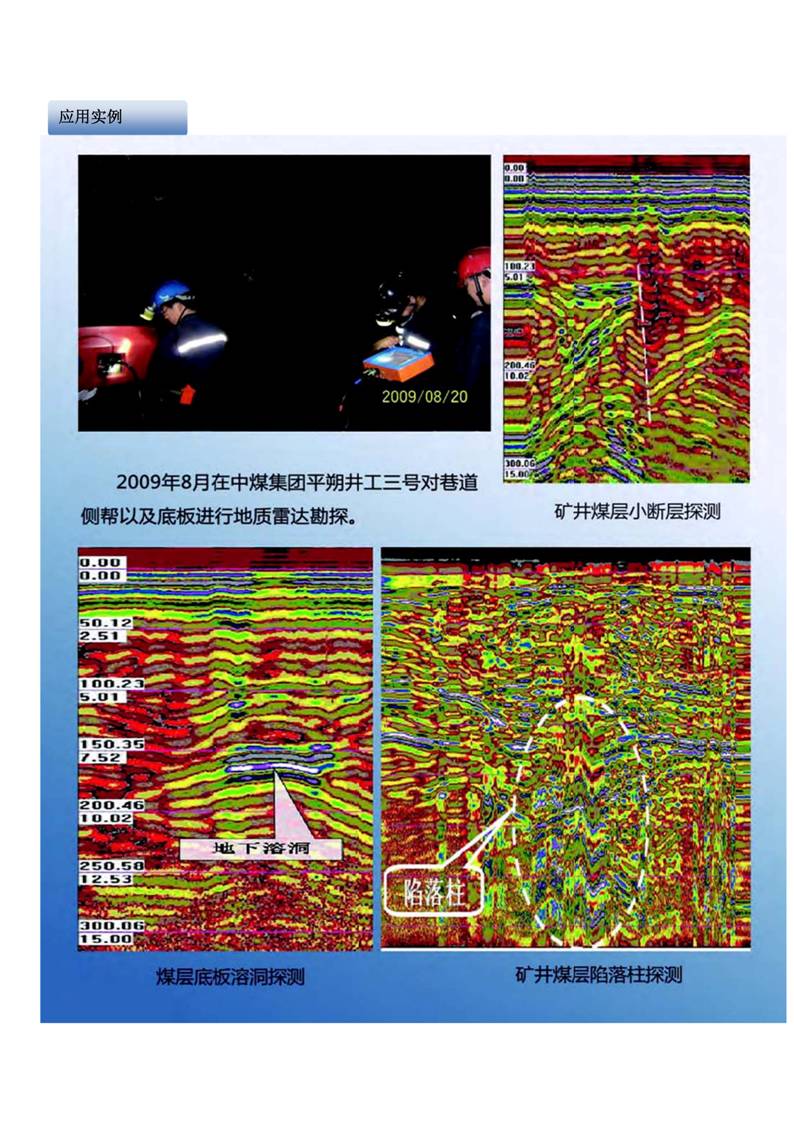 应用实例
2009/08/20
0.00
0.00
100.23
5.01
200.46
10.02
300.06
15.00
2009年8月在中煤集团平朔井工三号对巷道
侧帮以及底板进行地质雷达勘探。
矿井煤层小断层探测
0.00
0.00
50.12
2.51
100.23
5.01
150.35
7.52
200.46
10.02
250.58
12.53
300.06
15.00
地下溶洞
陷落柱
煤层底板溶洞探测
矿井煤层陷落柱探测